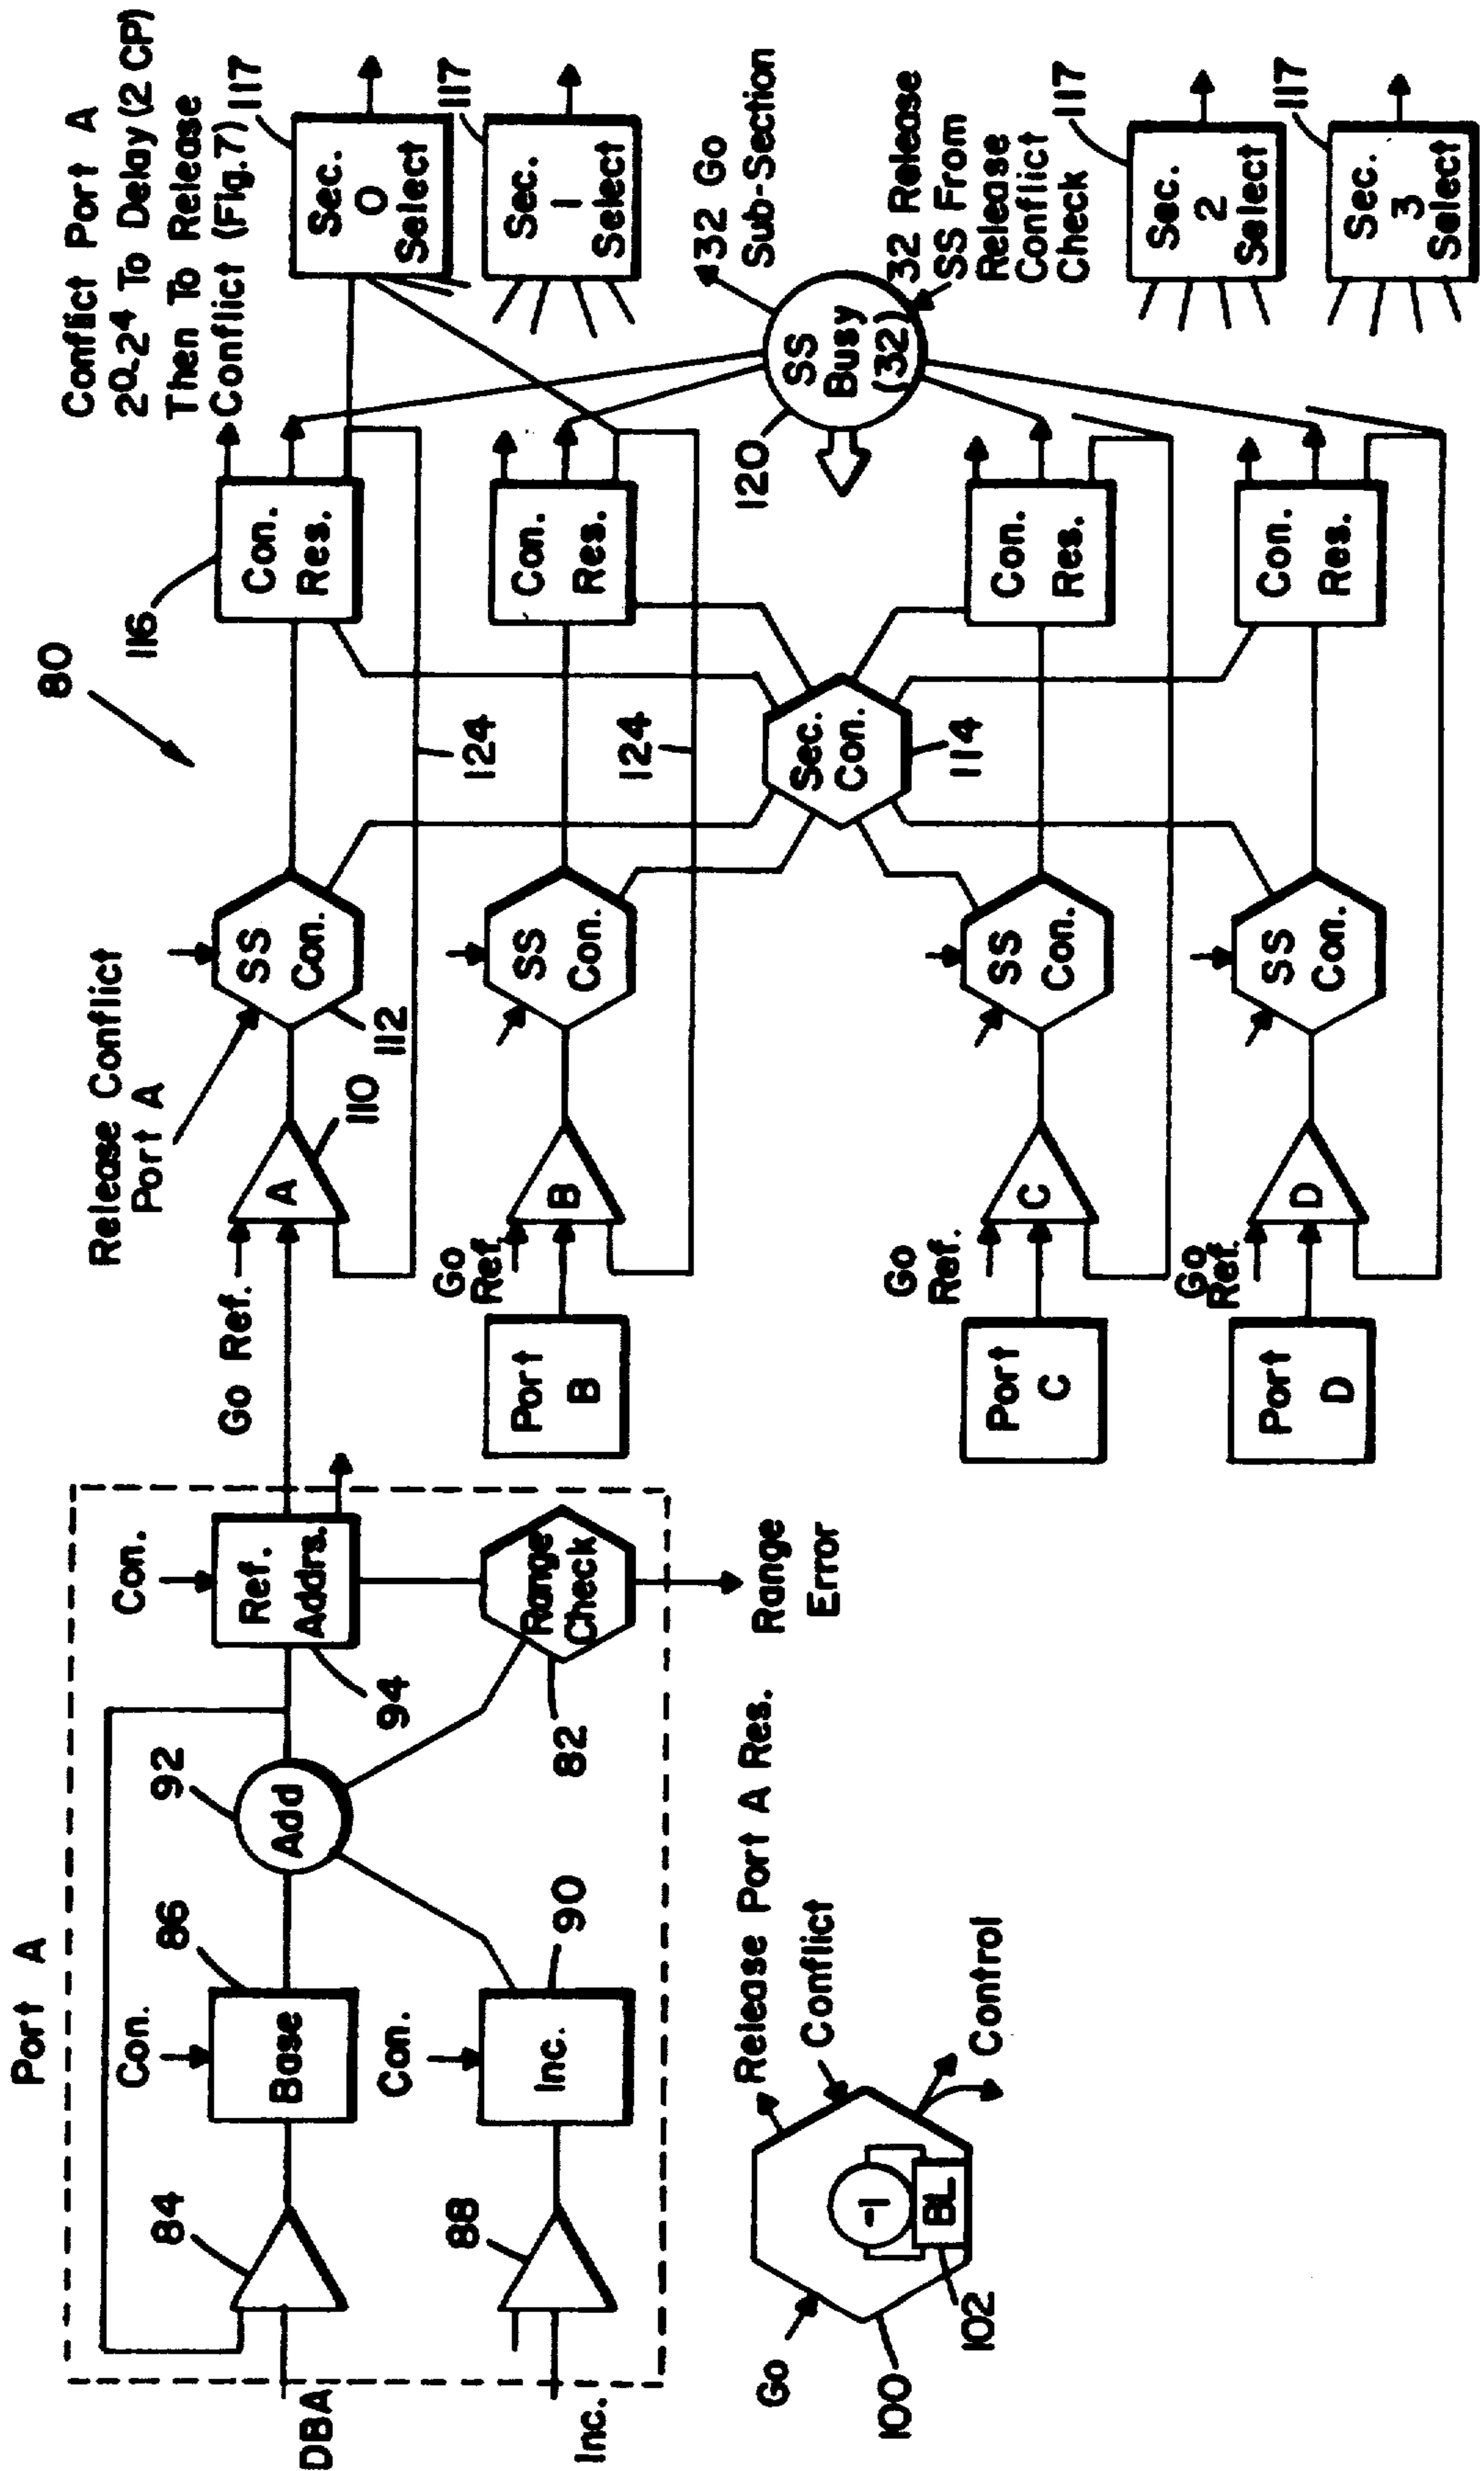 Port A
DBA
84
Con.
Base
86
Add
92
Con.
Ref.
Addrs.
94
Inc.
88
Con.
Inc.
90
Range
Check
82
Range
Error
Go
100
-1
BL
102
Release Port A Res.
Conflict
Control
80
Release Conflict
Port A
Go Ref.
A
110
SS
Con.
112
116
Con.
Res.
124
Port
B
Go
Ref.
B
SS
Con.
Con.
Res.
124
Sec.
Con.
114
Port
C
Go
Ref.
C
SS
Con.
Con.
Res.
Port
D
Go
Ref.
D
SS
Con.
Con.
Res.
Conflict Port A
20-24 To Delay (2 CP)
Then To Release
Conflict (Fig.7)
117
Sec.
0
Select
117
Sec.
1
Select
32 Go
Sub-Section
SS
Busy
(32)
120
32 Release
SS From
Release
Conflict
Check
117
Sec.
2
Select
117
Sec.
3
Select